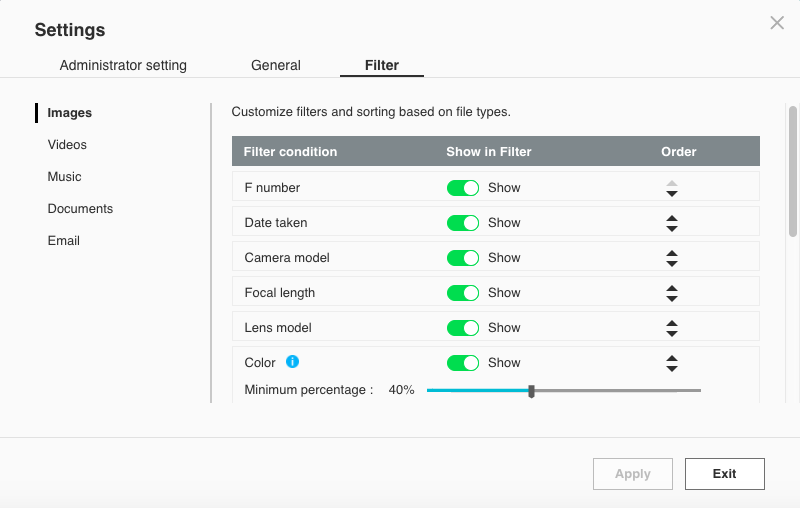 Settings
Administrator setting General Filter
Images
Videos
Music
Documents
Email
Customize filters and sorting based on file types.
Filter condition Show in Filter Order
F number Show
Date taken Show
Camera model Show
Focal length Show
Lens model Show
Color i Show
Minimum percentage : 40%
Apply Exit